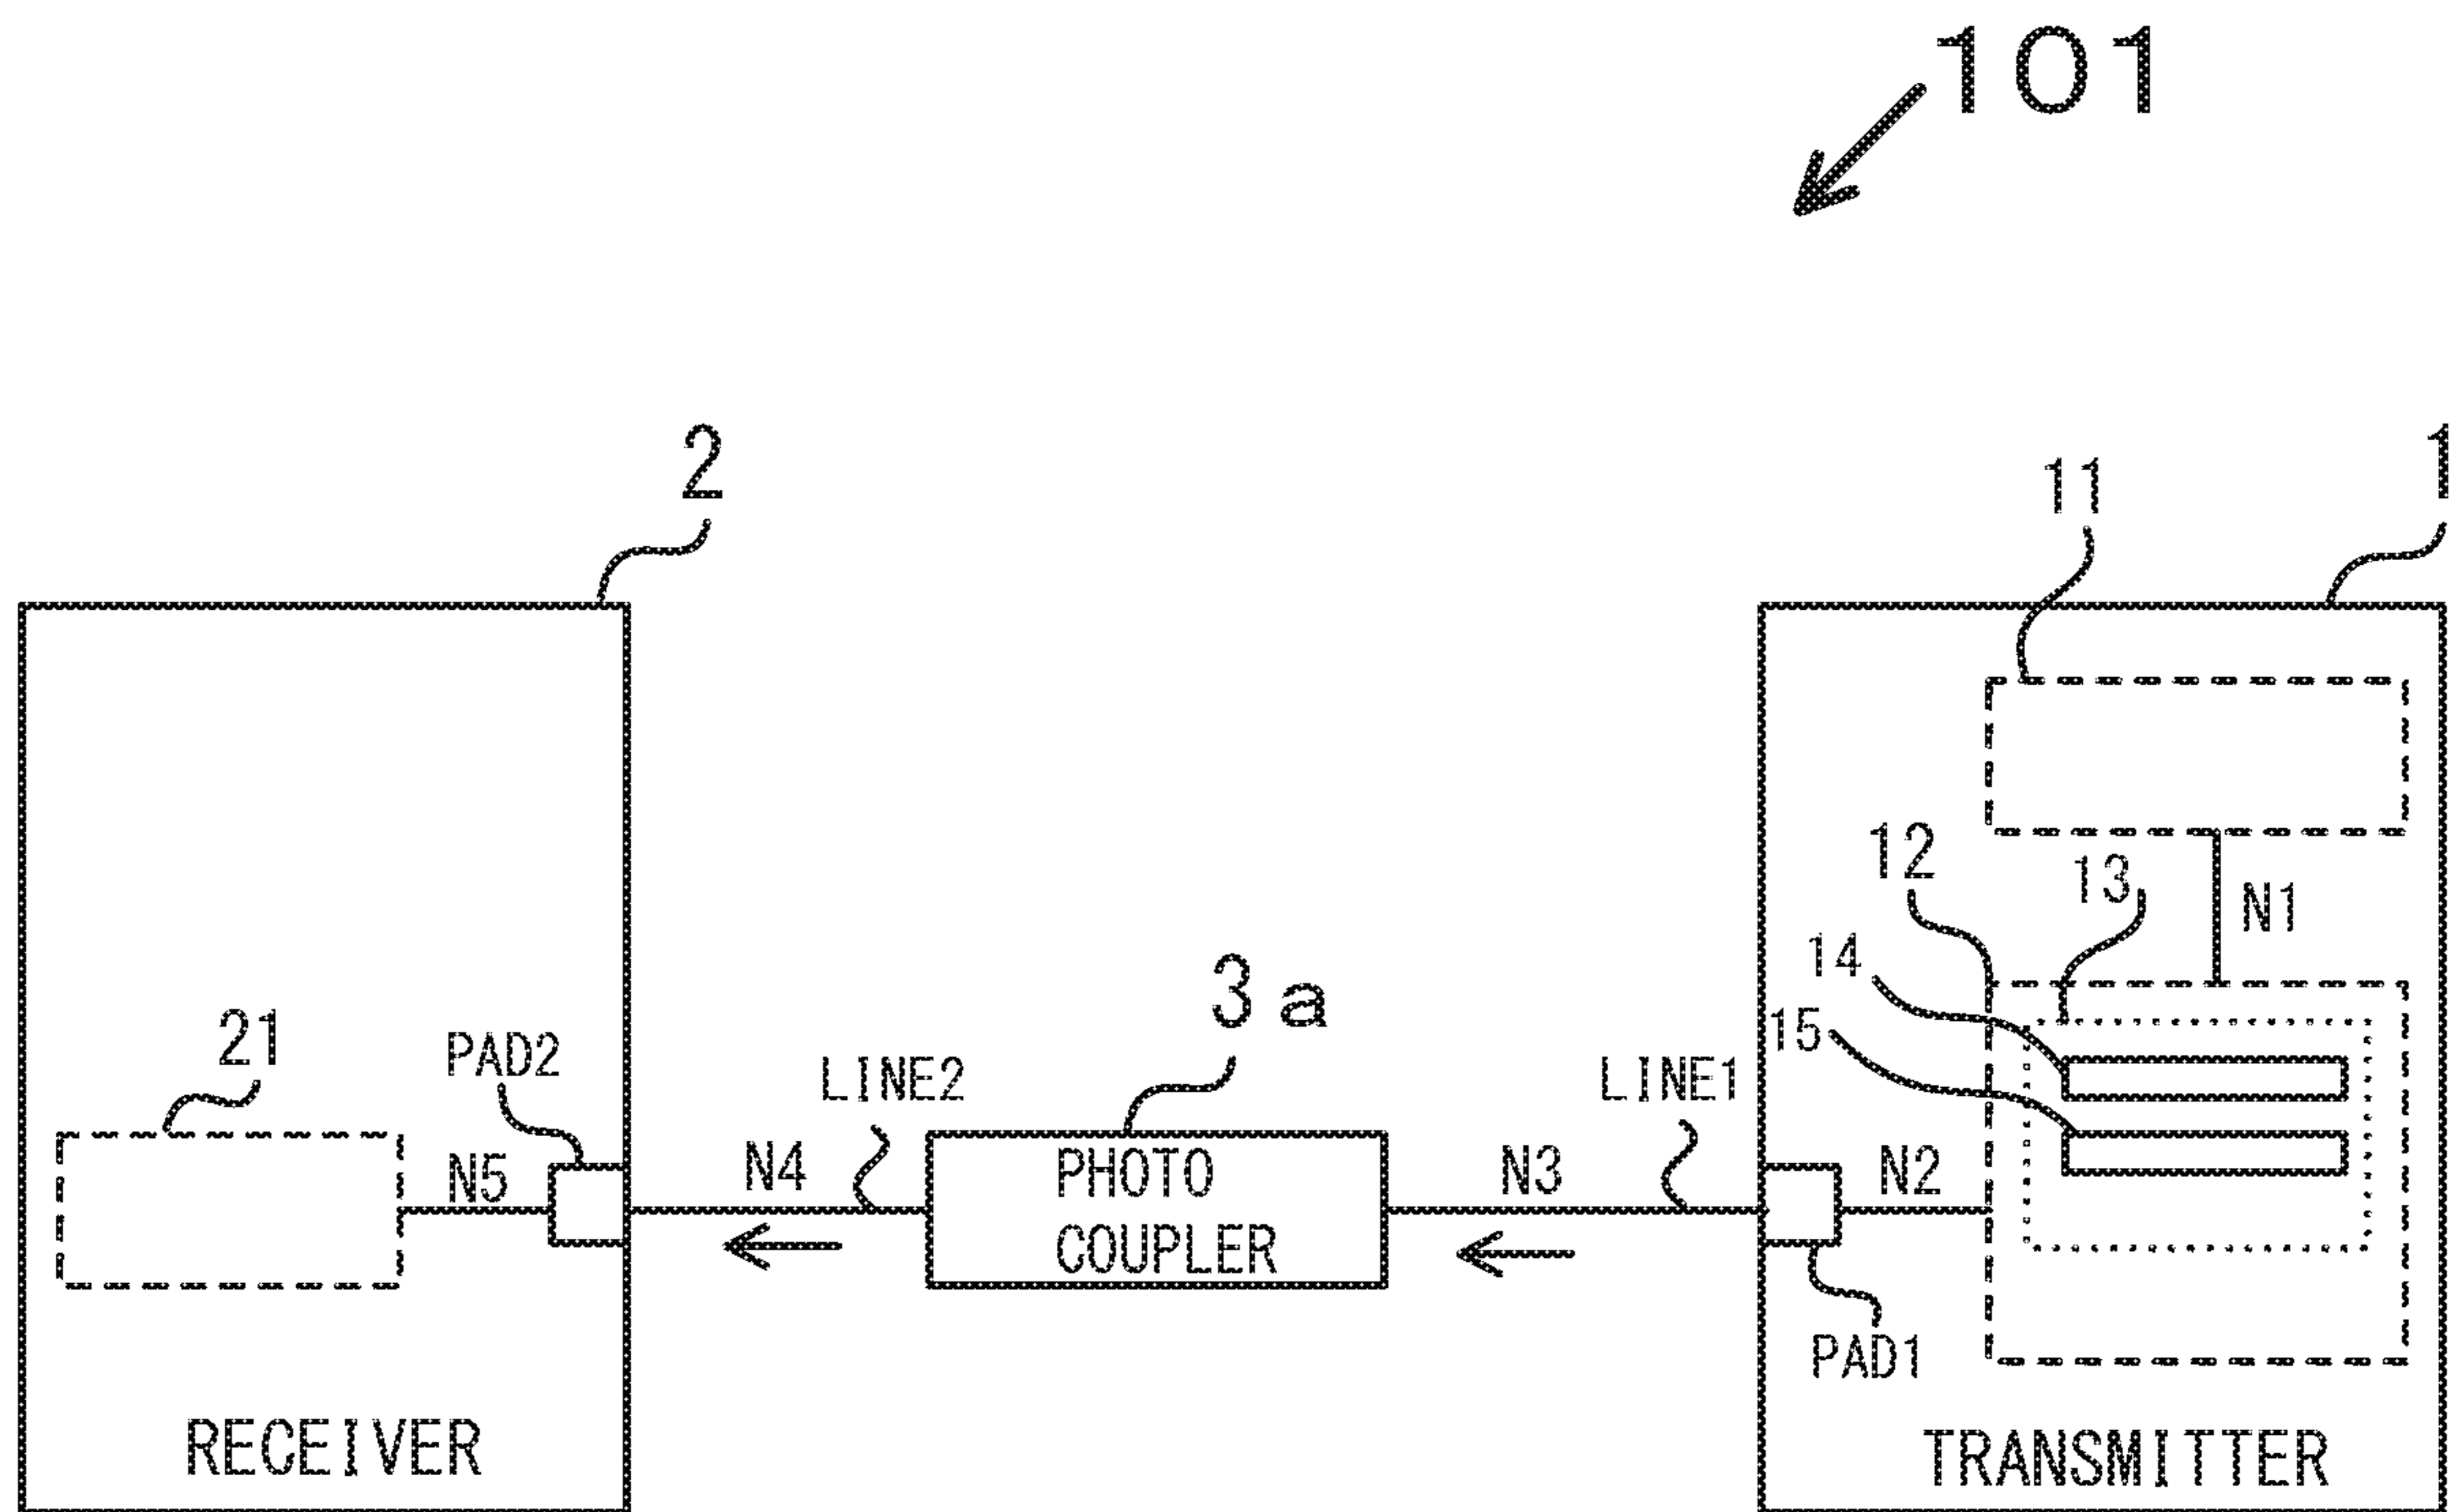 101
2
1
11
12
13
N1
14
3a
15
21
PAD2
LINE2
LINE1
PHOTO
COUPLER
N5
N4
N3
N2
PAD1
RECEIVER
TRANSMITTER